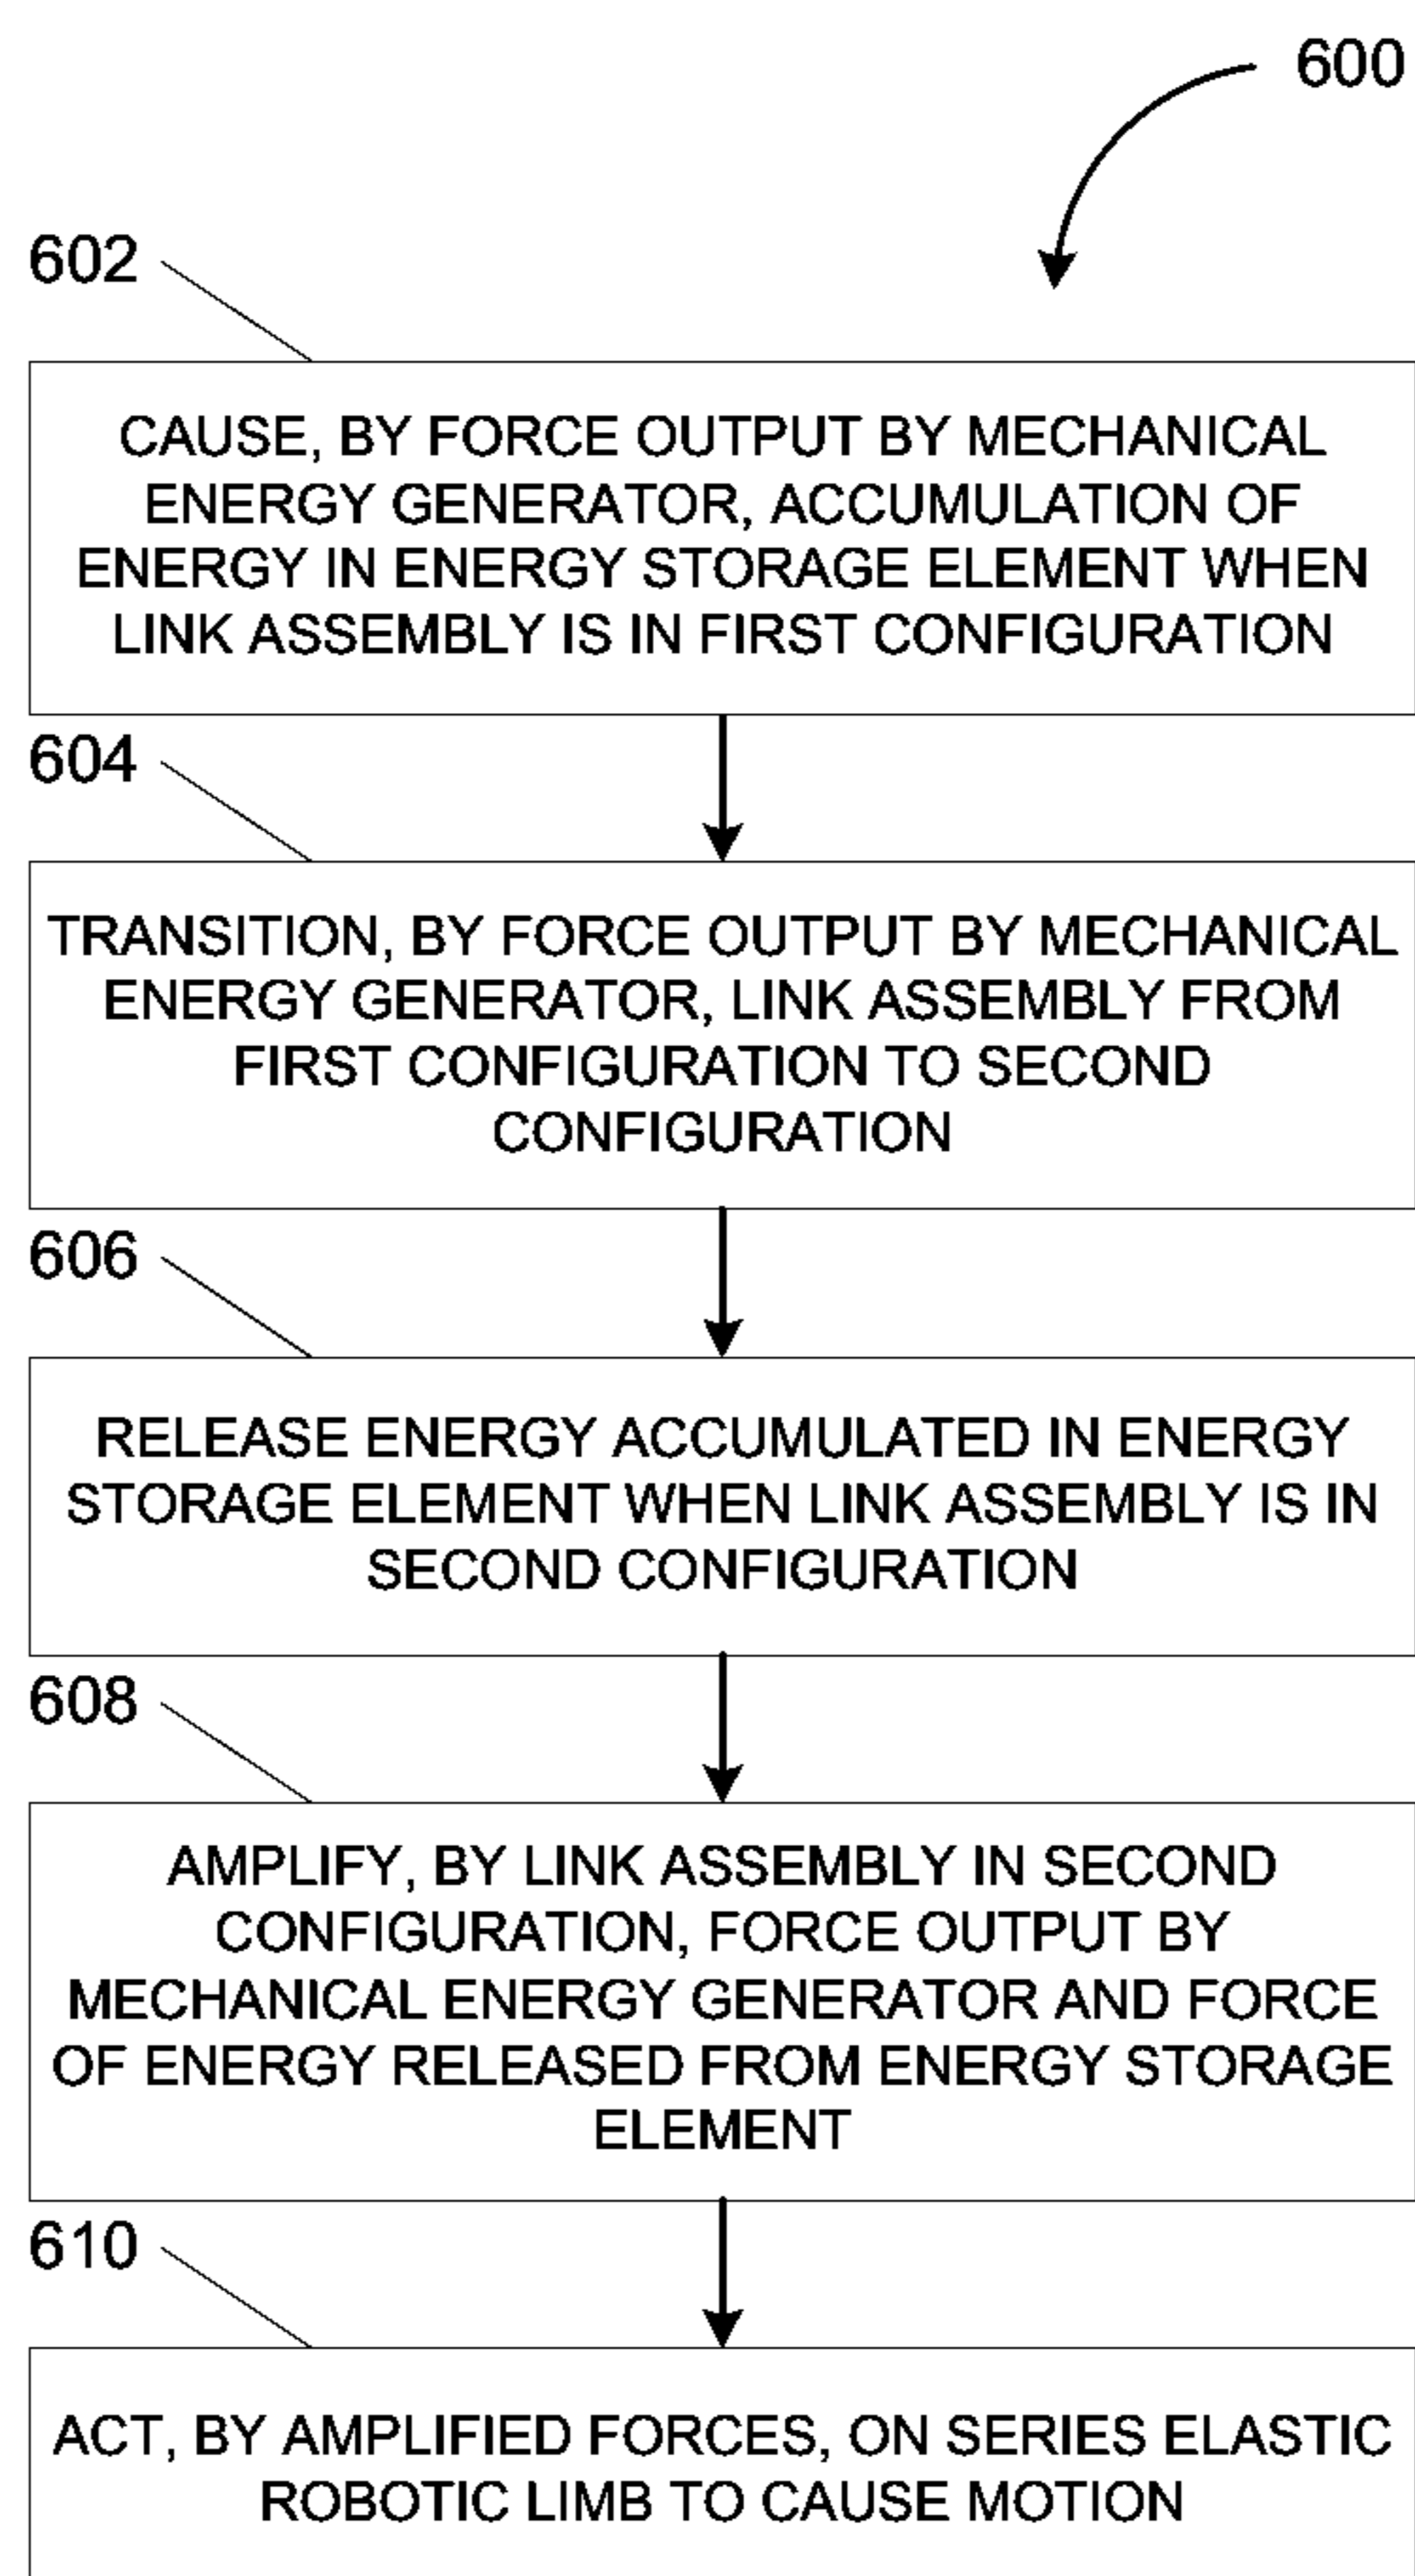 600
602
CAUSE, BY FORCE OUTPUT BY MECHANICAL
ENERGY GENERATOR, ACCUMULATION OF
ENERGY IN ENERGY STORAGE ELEMENT WHEN
LINK ASSEMBLY IS IN FIRST CONFIGURATION
604
TRANSITION, BY FORCE OUTPUT BY MECHANICAL
ENERGY GENERATOR, LINK ASSEMBLY FROM
FIRST CONFIGURATION TO SECOND
CONFIGURATION
606
RELEASE ENERGY ACCUMULATED IN ENERGY
STORAGE ELEMENT WHEN LINK ASSEMBLY IS IN
SECOND CONFIGURATION
608
AMPLIFY, BY LINK ASSEMBLY IN SECOND
CONFIGURATION, FORCE OUTPUT BY
MECHANICAL ENERGY GENERATOR AND FORCE
OF ENERGY RELEASED FROM ENERGY STORAGE
ELEMENT
610
ACT, BY AMPLIFIED FORCES, ON SERIES ELASTIC
ROBOTIC LIMB TO CAUSE MOTION